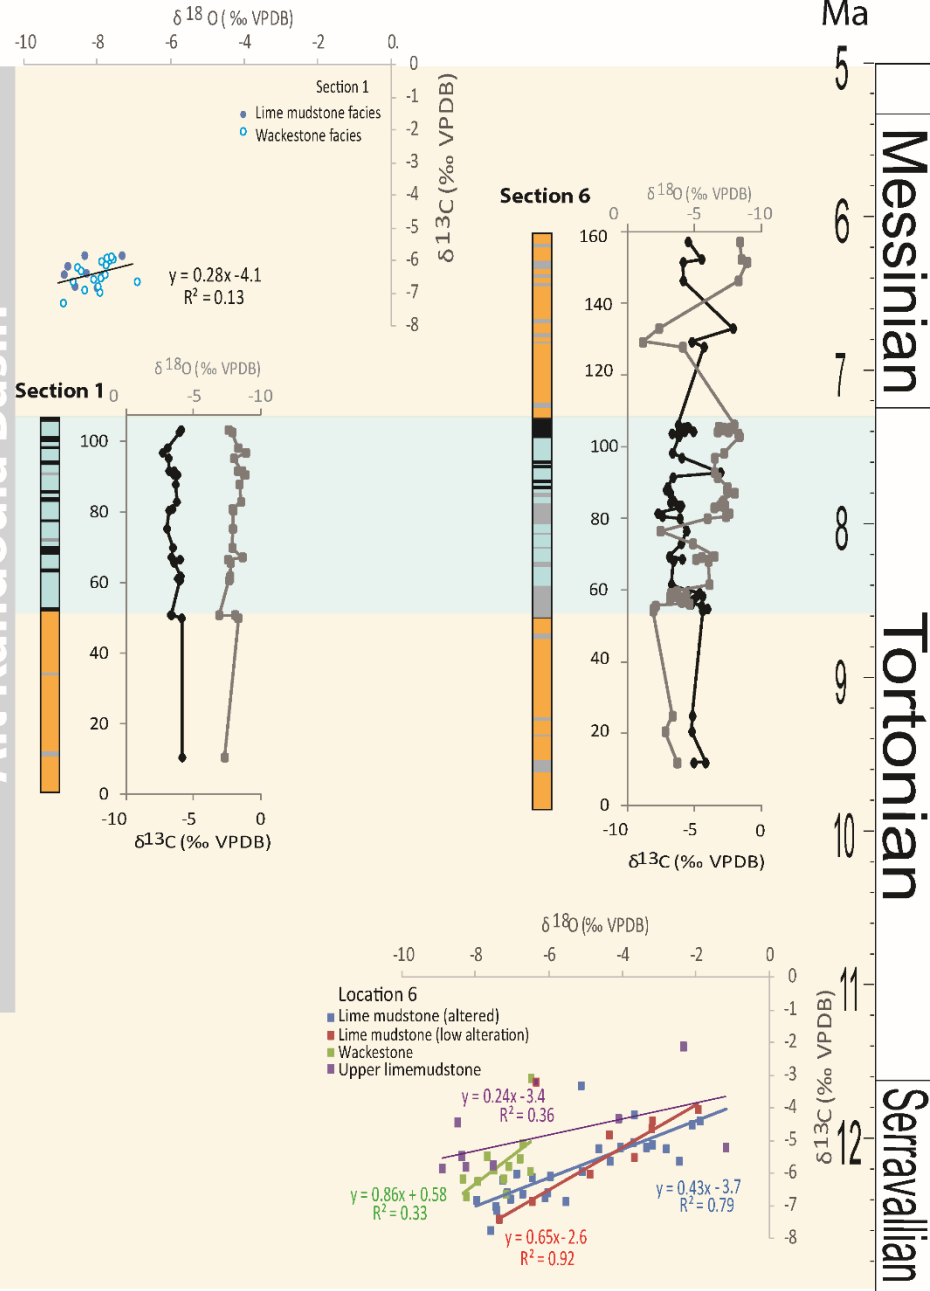 δ 18 O (‰ VPDB)
-10 -8 -6 -4 -2 0.
0
-1
-2
-3
-4
-5
-6
-7
-8
δ13C (‰ VPDB)
Section 1
Lime mudstone facies
Wackestone facies
y = 0.28x-4.1
R² = 0.13
Section 1
δ18O (‰ VPDB)
0 -5 -10
100
80
60
40
20
0
-10 -5 0
δ13C (‰ VPDB)
Section 6
δ18O (‰ VPDB)
0 -5 -10
160
140
120
100
80
60
40
20
0
-10 -5 0
δ13C (‰ VPDB)
δ18O (‰ VPDB)
-10 -8 -6 -4 -2 0
0
-1
-2
-3
-4
-5
-6
-7
-8
δ13C (‰ VPDB)
Location 6
Lime mudstone (altered)
Lime mudstone (low alteration)
Wackestone
Upper limemudstone
y = 0.24x-3.4
R² = 0.36
y = 0.86x + 0.58
R² = 0.33
y = 0.43x-3.7
R² = 0.79
y = 0.65x-2.6
R² = 0.92
Ma
5
6
7
8
9
10
11
12
Messinian
Tortonian
Serravallian